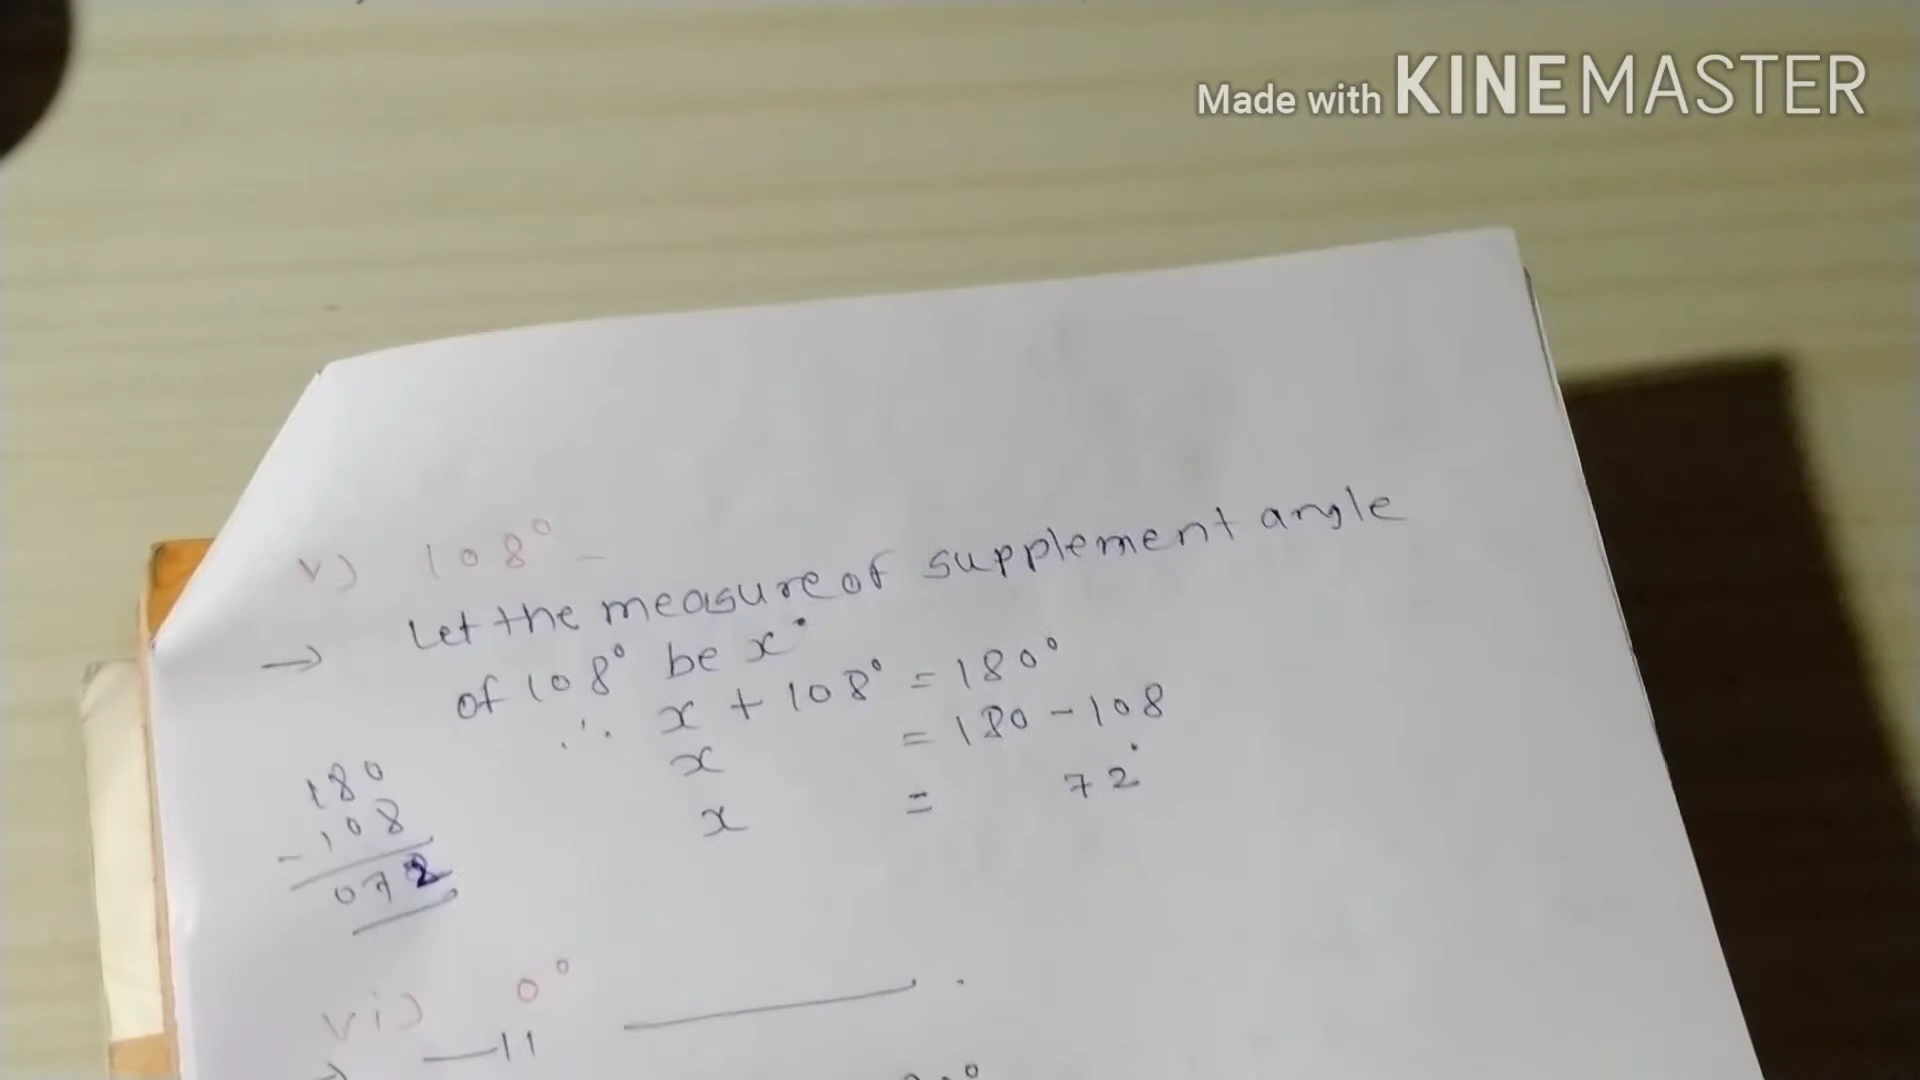 Made with KINEMASTER
v) 108° -
→ Let the measure of supplement angle
of 108° be x°
∴ x + 108° = 180°
x = 180 - 108
x = 72°
180
- 108
072
vi) 0°
—11 ——— .